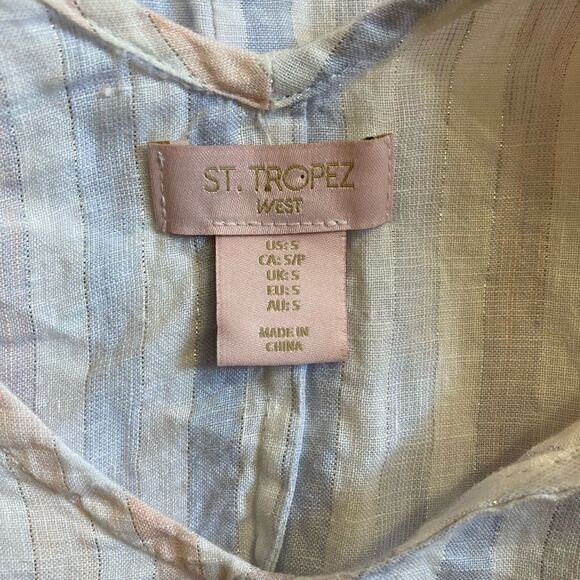 ST. TROPEZ
WEST
US: S
CA: S/P
UK: S
EU: S
AU: S
MADE IN
CHINA